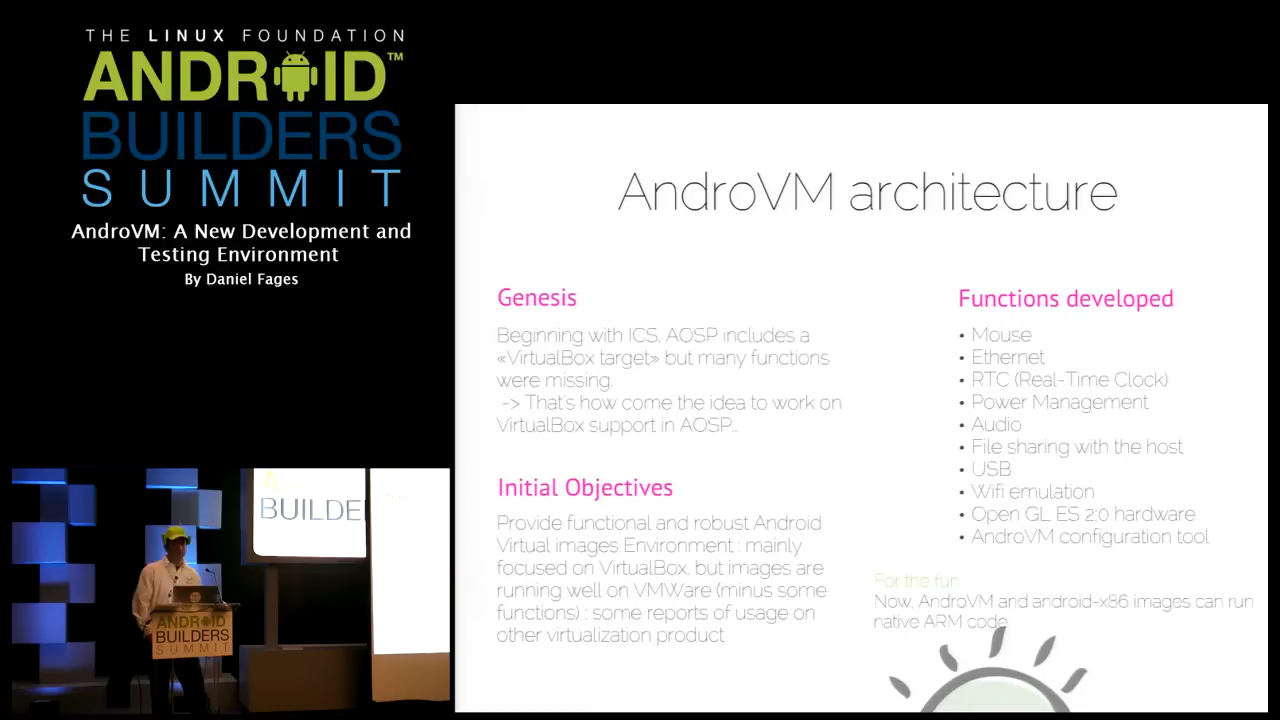 THE LINUX FOUNDATION
ANDROID™
BUILDERS
SUMMIT
AndroVM: A New Development and
Testing Environment
By Daniel Fages
AndroVM architecture
Genesis
Beginning with ICS, AOSP includes a
«VirtualBox target» but many functions
were missing.
-> That's how come the idea to work on
VirtualBox support in AOSP...
Initial Objectives
Provide functional and robust Android
Virtual images Environment : mainly
focused on VirtualBox, but images are
running well on VMWare (minus some
functions) : some reports of usage on
other virtualization product
Functions developed
• Mouse
• Ethernet
• RTC (Real-Time Clock)
• Power Management
• Audio
• File sharing with the host
• USB
• Wifi emulation
• Open GL ES 2.0 hardware
• AndroVM configuration tool
For the fun
Now, AndroVM and android-x86 images can run
native ARM code
BUILDE
ANDROID
BUILDERS
SUMMIT